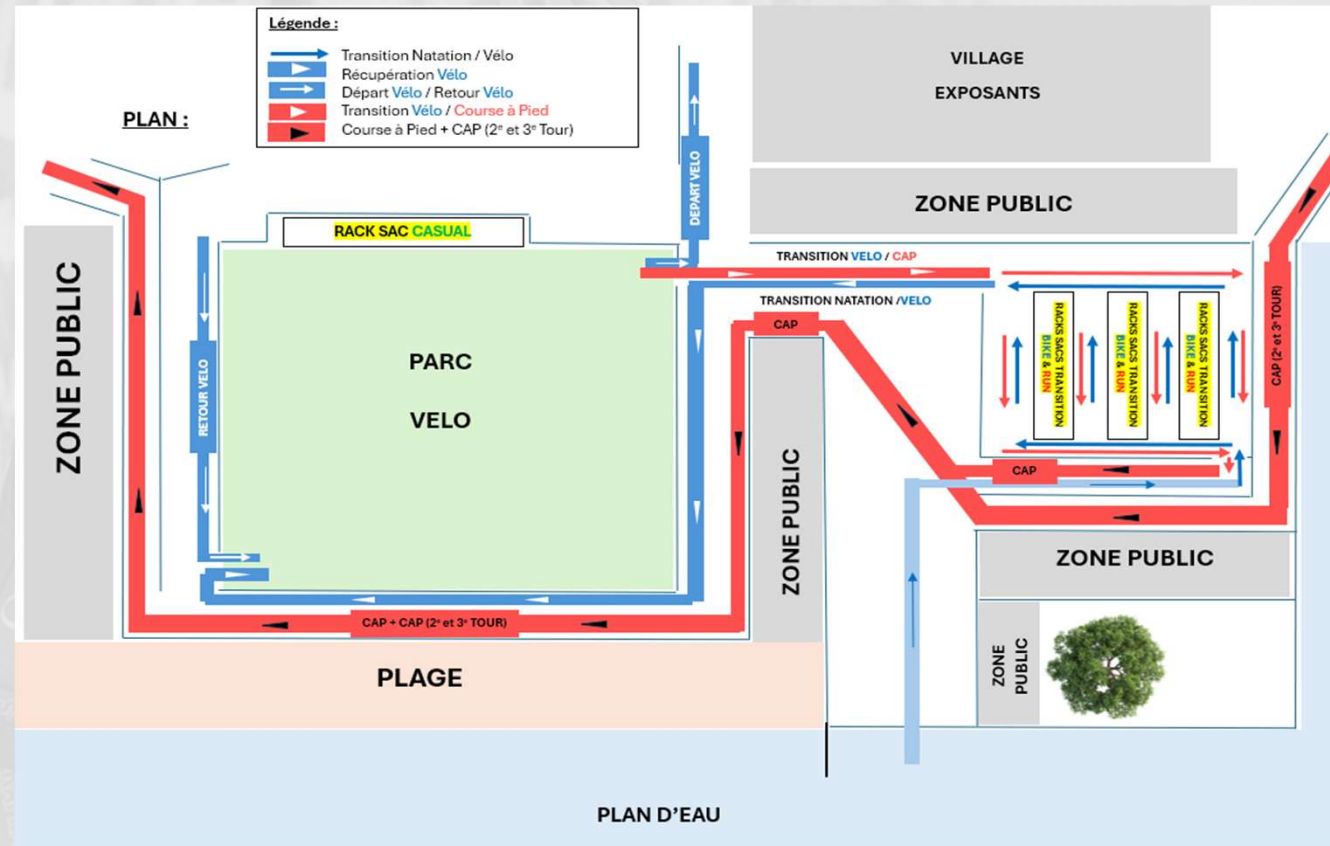 Légende :
Transition Natation / Vélo
Récupération Vélo
Départ Vélo / Retour Vélo
Transition Vélo / Course à Pied
Course à Pied + CAP (2e et 3e Tour)
PLAN :
VILLAGE
EXPOSANTS
ZONE PUBLIC
DEPART VELO
RACK SAC CASUAL
TRANSITION VELO / CAP
TRANSITION NATATION /VELO
CAP
ZONE PUBLIC
RETOUR VELO
PARC
VELO
RACKS SACS TRANSITION
BIKE & RUN
RACKS SACS TRANSITION
BIKE & RUN
RACKS SACS TRANSITION
BIKE & RUN
CAP (2e et 3e TOUR)
CAP
ZONE PUBLIC
ZONE PUBLIC
CAP + CAP (2e et 3e TOUR)
ZONE
PUBLIC
PLAGE
PLAN D'EAU